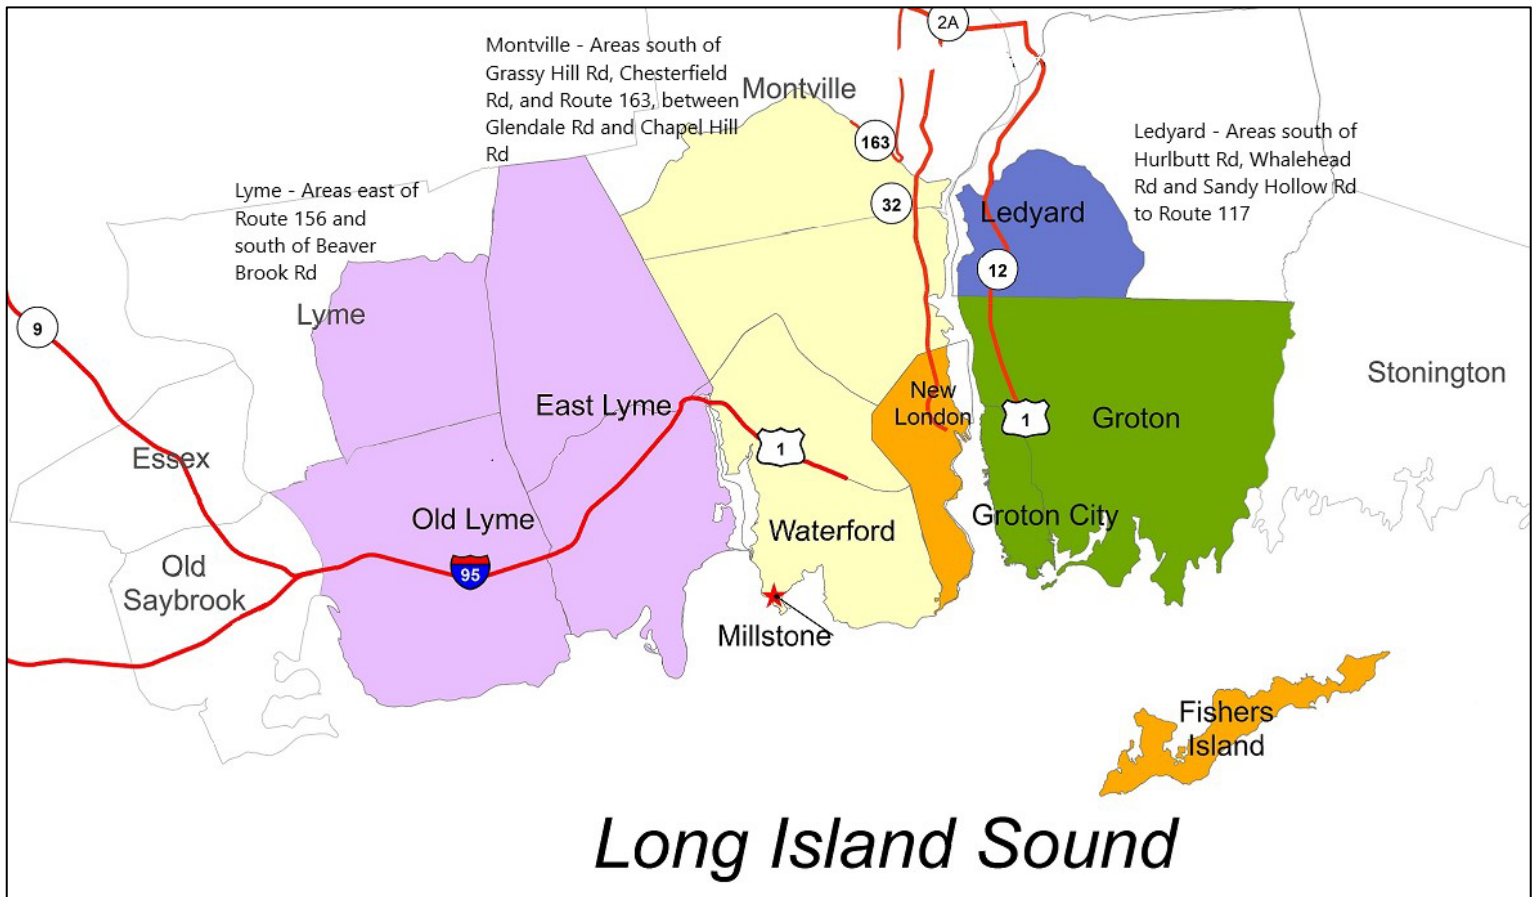 2A
Montville - Areas south of
Grassy Hill Rd, Chesterfield
Rd, and Route 163, between
Glendale Rd and Chapel Hill
Rd
Montville
163
Ledyard - Areas south of
Hurlbutt Rd, Whalehead
Rd and Sandy Hollow Rd
to Route 117
Lyme - Areas east of
Route 156 and
south of Beaver
Brook Rd
32
Ledyard
12
Lyme
9
Stonington
East Lyme
New
London
1
Groton
1
Essex
Old Lyme
Groton City
Waterford
Old
Saybrook
95
Millstone
Fishers
Island
Long Island Sound